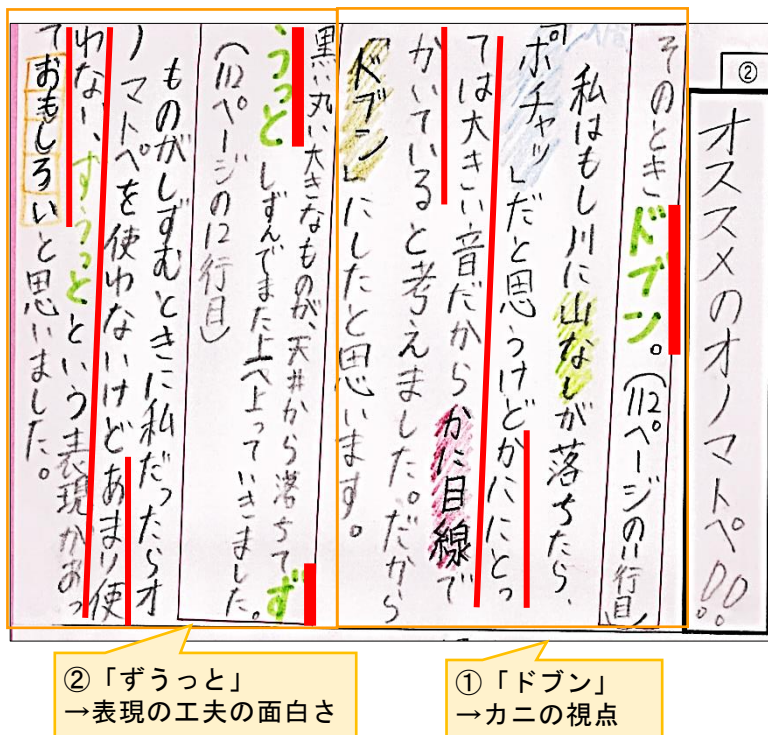 ②
オススメのオノマトペ!!
そのときドブン。(112ページの11行目)
私はもし川に山なしが落ちたら、
「ポチャッ」だと思うけどかににとっ
ては大きい音だからかに目線で
かいていると考えました。だから
「ドブン」にしたと思います。
黒い丸い大きなものが、天井から落ちてず
うっとしずんでまた上へ上っていきました。
(112ページの12行目)
ものがしずむときに私だったらオ
ノマトペを使わないけどあまり使
わない、ずうっとという表現があっ
ておもしろいと思いました。
②「ずうっと」
→表現の工夫の面白さ
①「ドブン」
→カニの視点